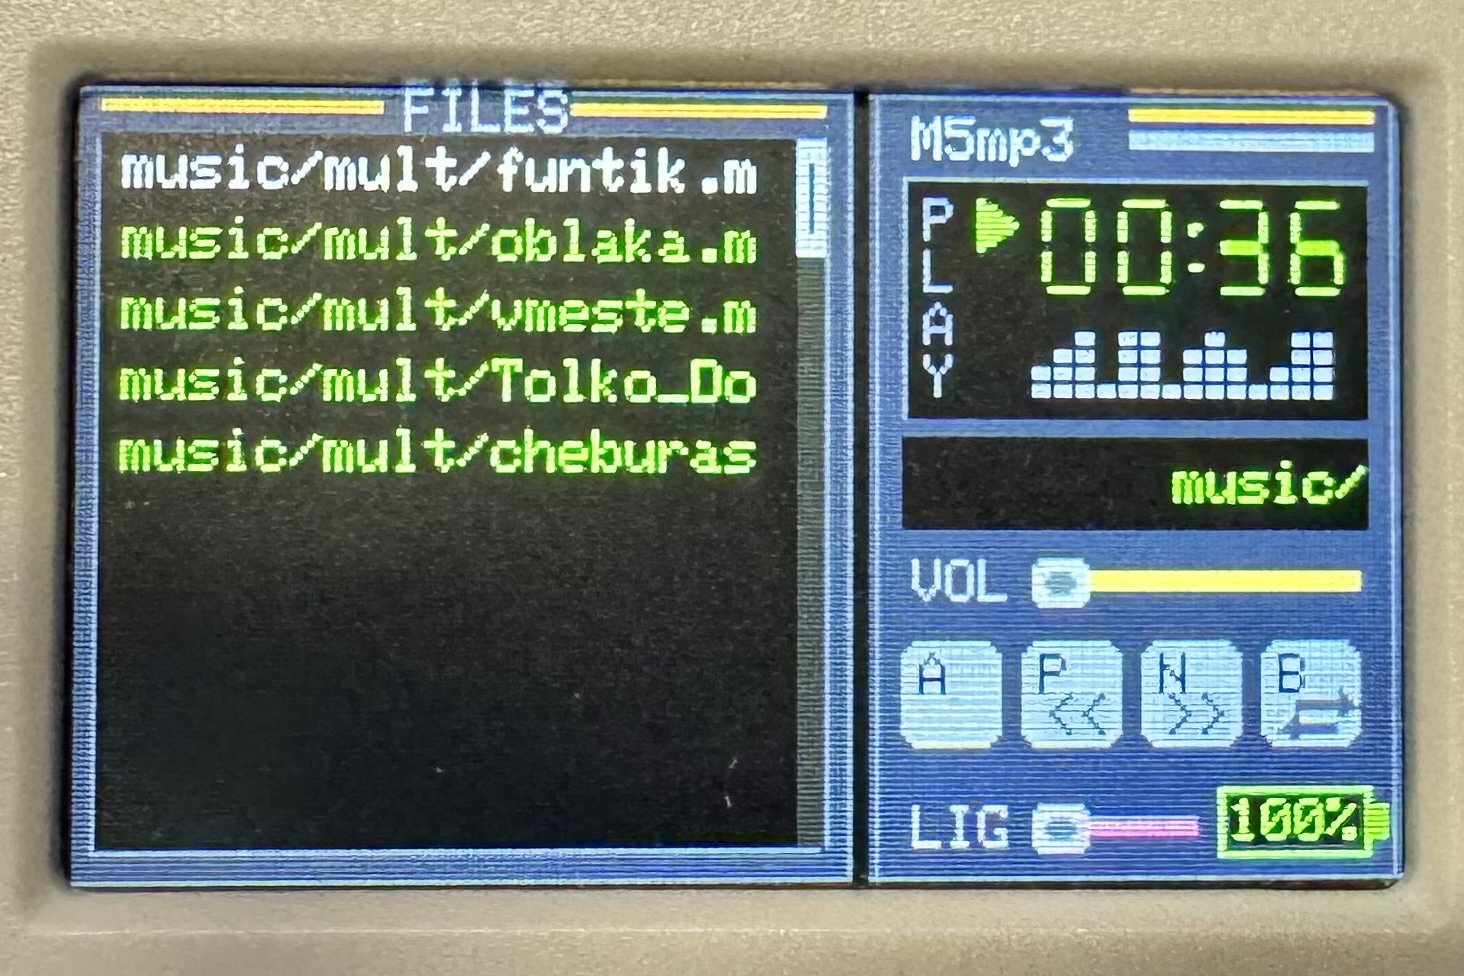 FILES
music/mult/funtik.m
music/mult/oblaka.m
music/mult/vmeste.m
music/mult/Tolko_Do
music/mult/cheburas
M5mp3
PLAY
00:36
music/
VOL
A P N B
<< >>
LIG
100%